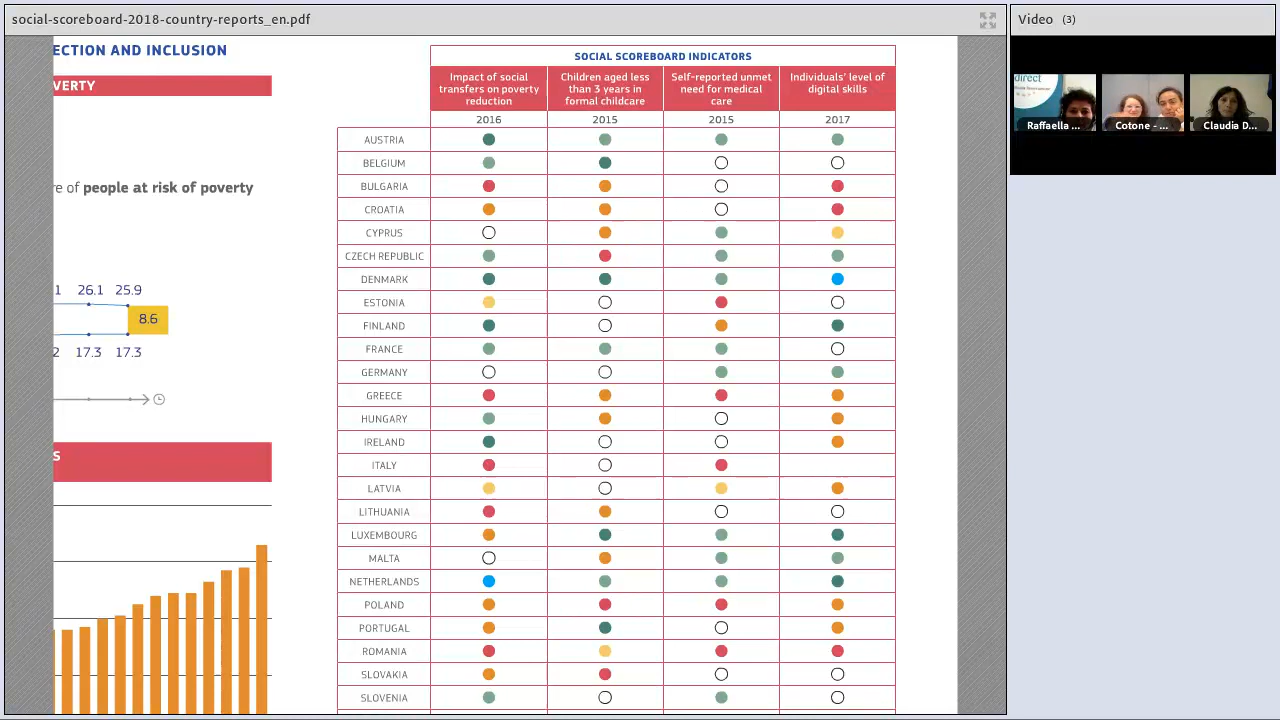 social-scoreboard-2018-country-reports_en.pdf
Video (3)
ECTION AND INCLUSION
VERTY
re of people at risk of poverty
1 26.1 25.9
8.6
2 17.3 17.3
S
SOCIAL SCOREBOARD INDICATORS
Impact of social transfers on poverty reduction
Children aged less than 3 years in formal childcare
Self-reported unmet need for medical care
Individuals' level of digital skills
2016 2015 2015 2017
AUSTRIA
BELGIUM
BULGARIA
CROATIA
CYPRUS
CZECH REPUBLIC
DENMARK
ESTONIA
FINLAND
FRANCE
GERMANY
GREECE
HUNGARY
IRELAND
ITALY
LATVIA
LITHUANIA
LUXEMBOURG
MALTA
NETHERLANDS
POLAND
PORTUGAL
ROMANIA
SLOVAKIA
SLOVENIA
direct
Raffaella ...
Cotone - ...
Claudia D...